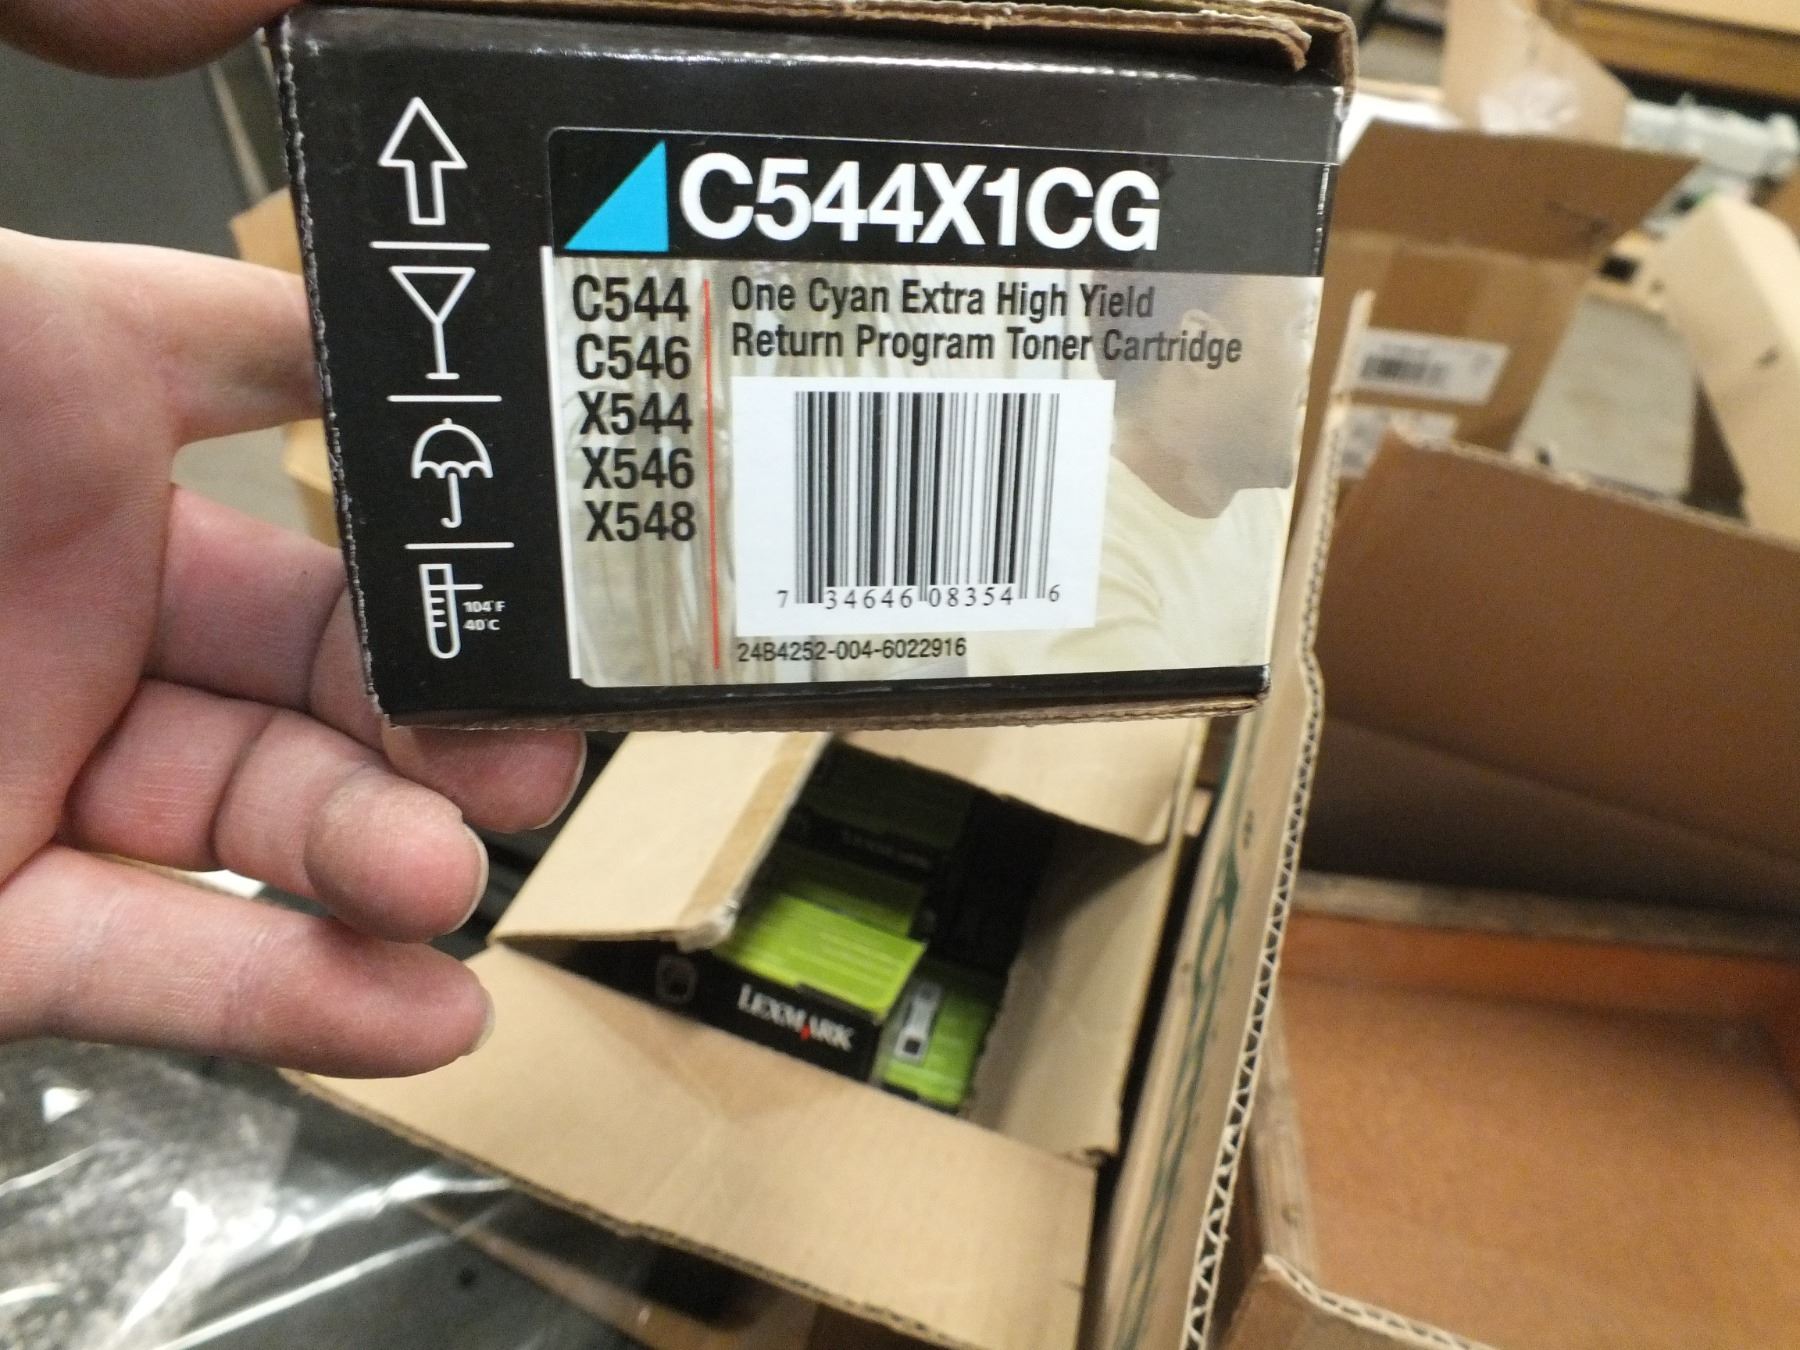 C544X1CG
C544
C546
X544
X546
X548
One Cyan Extra High Yield
Return Program Toner Cartridge
7 34646 08354 6
24B4252-004-6022916
104°F
40°C
LEXMARK